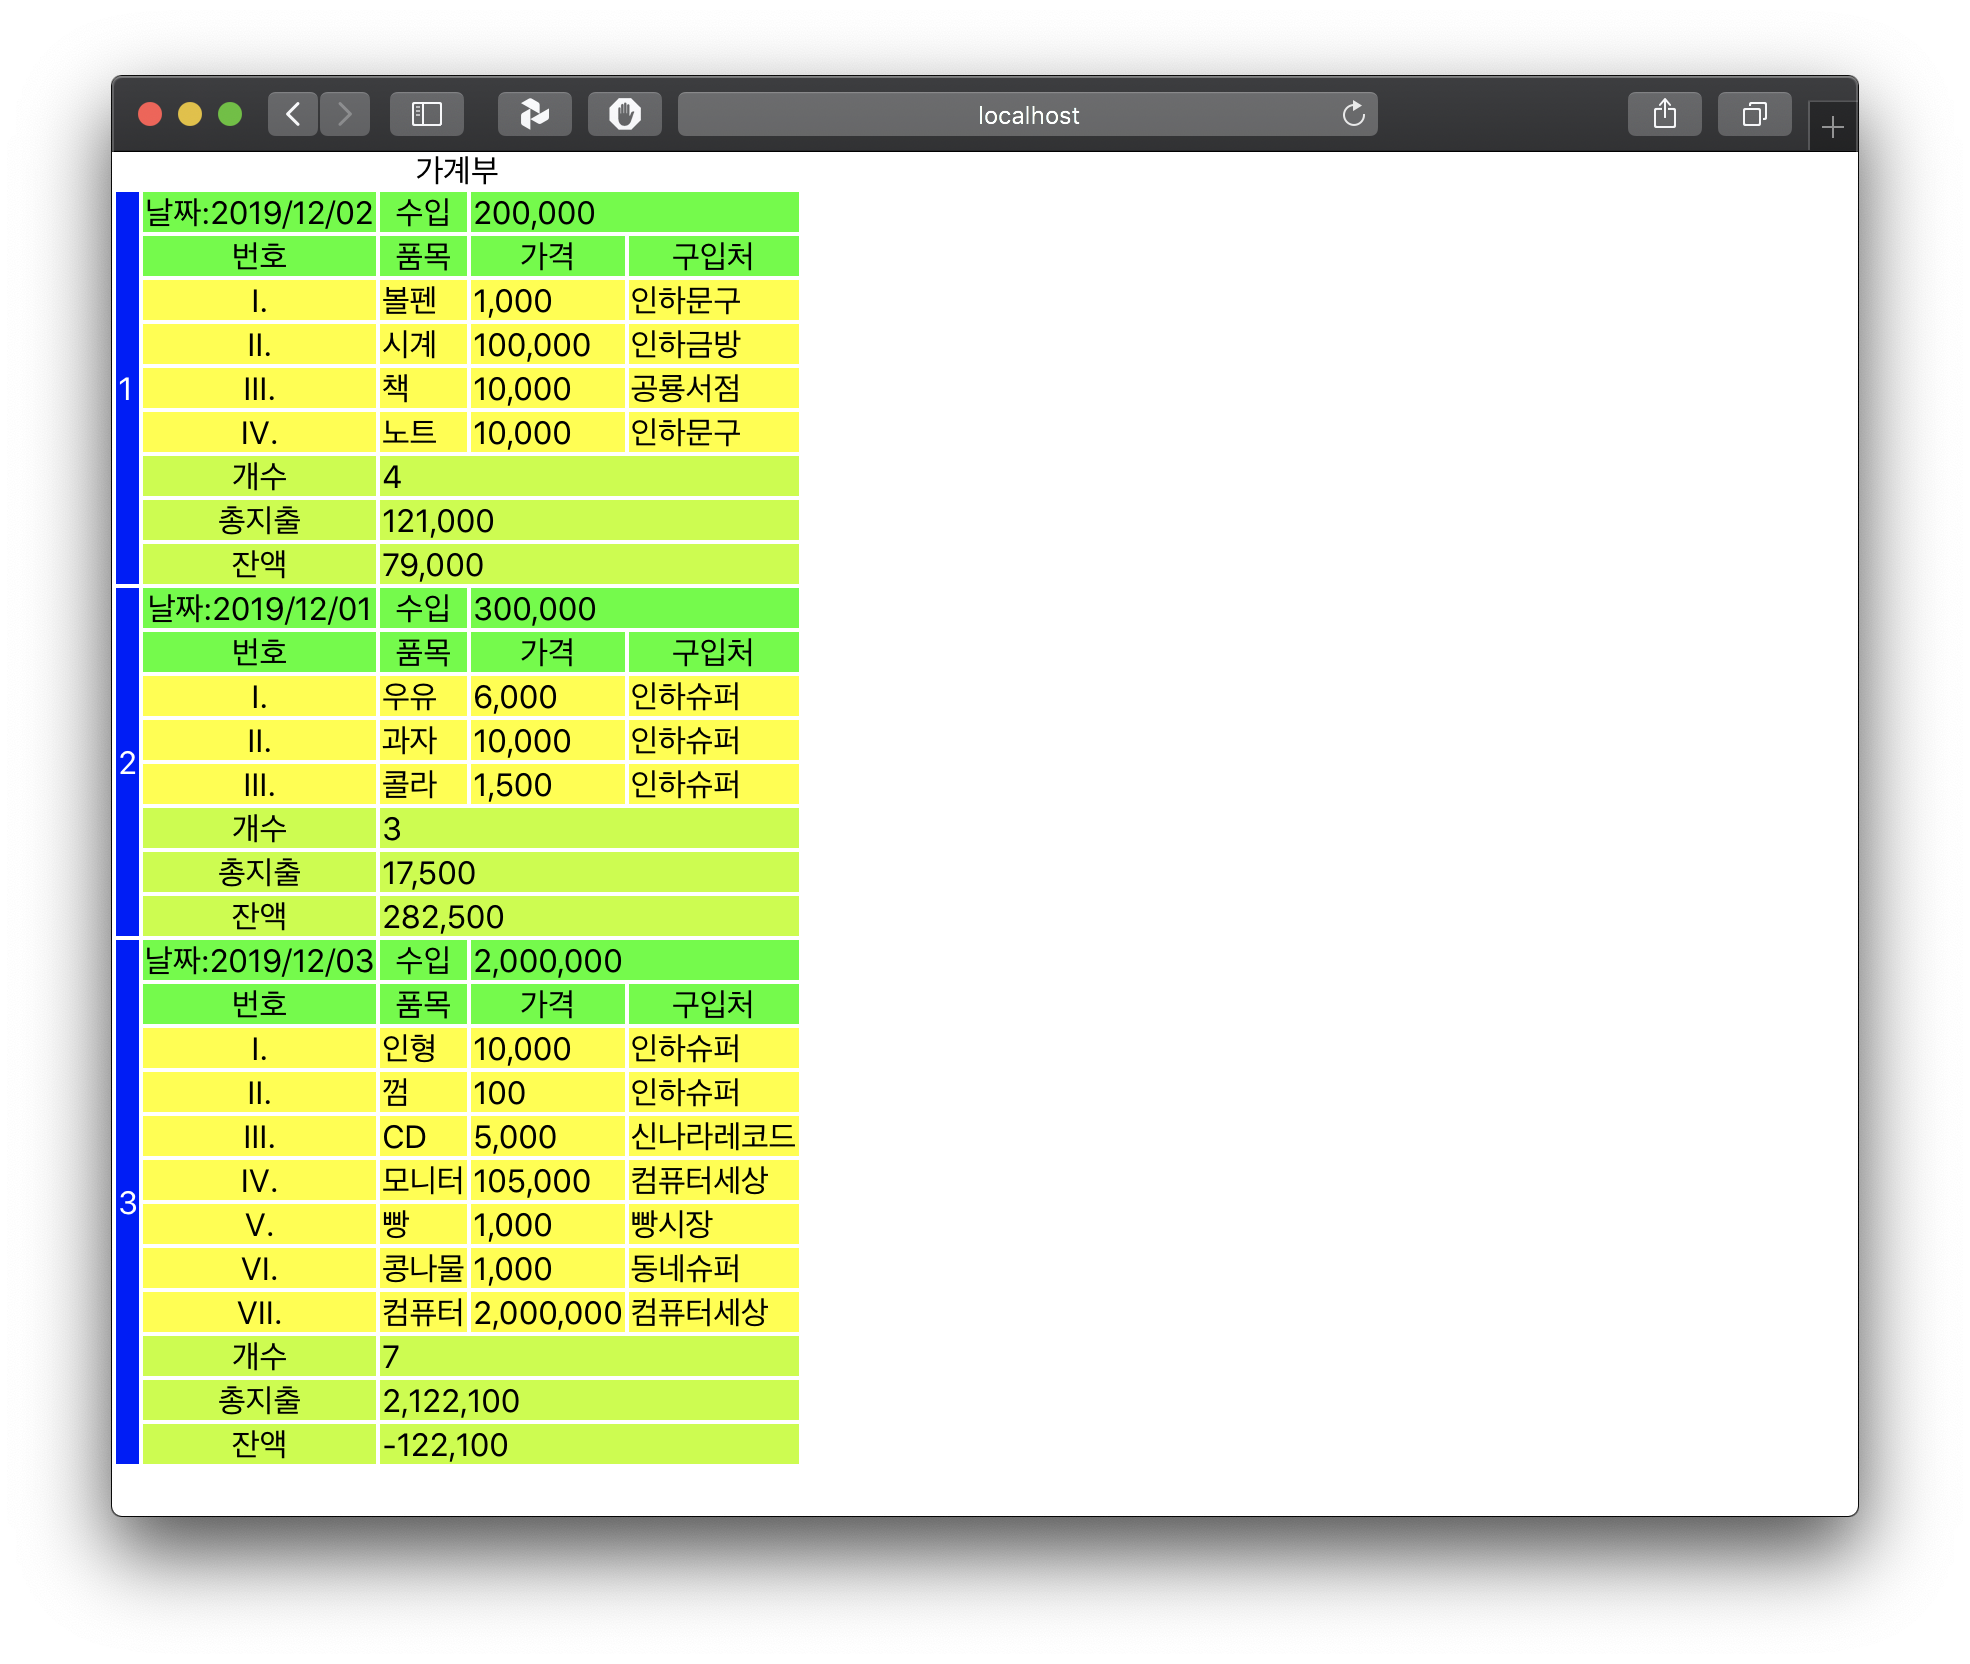 localhost
가계부
날짜:2019/12/02 수입 200,000
번호 품목 가격 구입처
I. 볼펜 1,000 인하문구
II. 시계 100,000 인하금방
1 III. 책 10,000 공룡서점
IV. 노트 10,000 인하문구
개수 4
총지출 121,000
잔액 79,000
날짜:2019/12/01 수입 300,000
번호 품목 가격 구입처
I. 우유 6,000 인하슈퍼
2 II. 과자 10,000 인하슈퍼
III. 콜라 1,500 인하슈퍼
개수 3
총지출 17,500
잔액 282,500
날짜:2019/12/03 수입 2,000,000
번호 품목 가격 구입처
I. 인형 10,000 인하슈퍼
II. 껌 100 인하슈퍼
III. CD 5,000 신나라레코드
IV. 모니터 105,000 컴퓨터세상
3 V. 빵 1,000 빵시장
VI. 콩나물 1,000 동네슈퍼
VII. 컴퓨터 2,000,000 컴퓨터세상
개수 7
총지출 2,122,100
잔액 -122,100